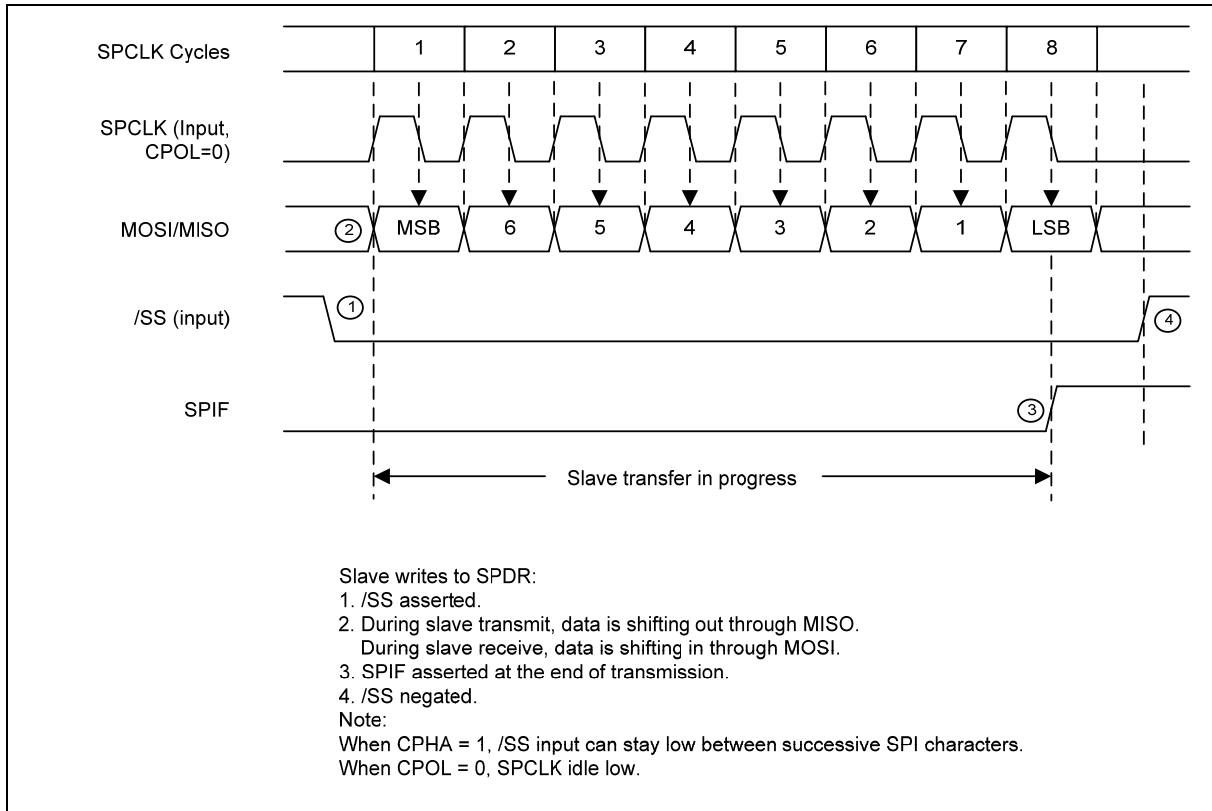 SPCLK Cycles 1 2 3 4 5 6 7 8
SPCLK (Input,
CPOL=0)
MOSI/MISO 2 MSB 6 5 4 3 2 1 LSB
/SS (input) 1 4
SPIF 3
Slave transfer in progress
Slave writes to SPDR:
1. /SS asserted.
2. During slave transmit, data is shifting out through MISO.
During slave receive, data is shifting in through MOSI.
3. SPIF asserted at the end of transmission.
4. /SS negated.
Note:
When CPHA = 1, /SS input can stay low between successive SPI characters.
When CPOL = 0, SPCLK idle low.